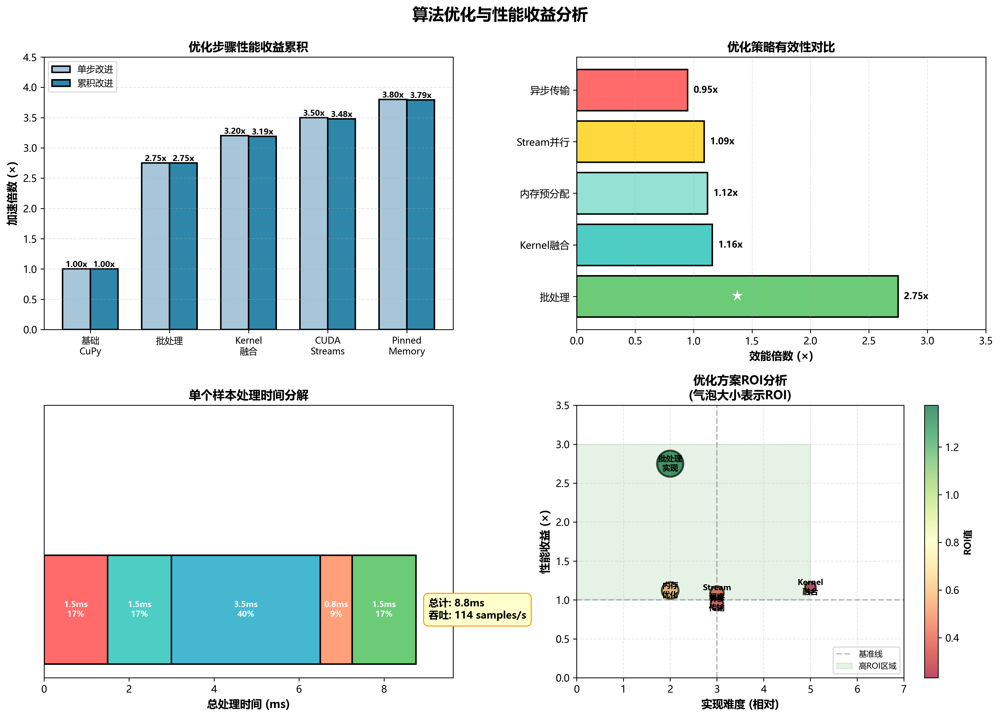 算法优化与性能收益分析
优化步骤性能收益累积
4.5
4.0
3.5
3.0
2.5
2.0
1.5
1.0
0.5
0.0
加速倍数 (×)
单步改进
累积改进
1.00x 1.00x
2.75x 2.75x
3.20x 3.19x
3.50x 3.48x
3.80x 3.79x
基础
CuPy
批处理
Kernel
融合
CUDA
Streams
Pinned
Memory
优化策略有效性对比
异步传输
0.95x
Stream并行
1.09x
内存预分配
1.12x
Kernel融合
1.16x
批处理
★
2.75x
0.0 0.5 1.0 1.5 2.0 2.5 3.0 3.5
效能倍数 (×)
单个样本处理时间分解
1.5ms
17%
1.5ms
17%
3.5ms
40%
0.8ms
9%
1.5ms
17%
总计: 8.8ms
吞吐: 114 samples/s
0 2 4 6 8
总处理时间 (ms)
优化方案ROI分析
(气泡大小表示ROI)
3.5
3.0
2.5
2.0
1.5
1.0
0.5
0.0
性能收益 (×)
批处理
实现
内存
优化
Stream
传输
Kernel
融合
基准线
高ROI区域
0 1 2 3 4 5 6 7
实现难度 (相对)
1.2
1.0
0.8
0.6
0.4
ROI值